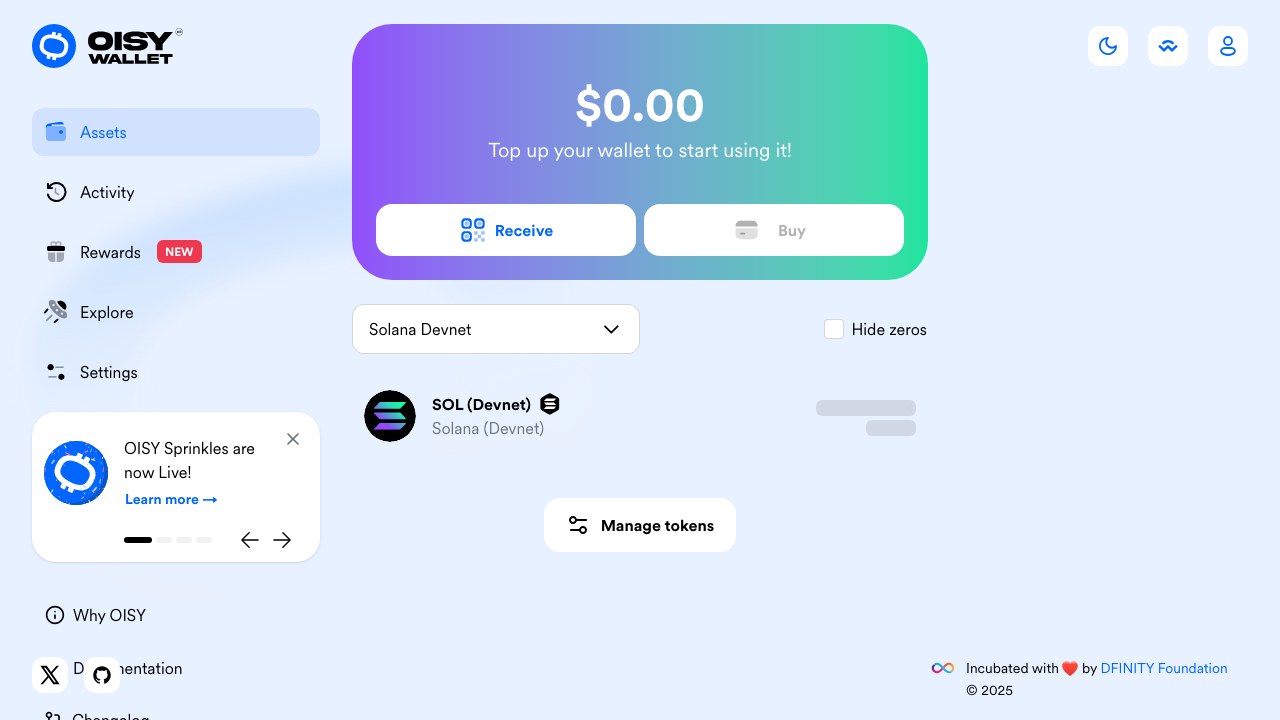 OISY
WALLET
Assets
Activity
Rewards NEW
Explore
Settings
OISY Sprinkles are
now Live!
Learn more →
Why OISY
Changelog
$0.00
Top up your wallet to start using it!
Receive
Buy
Solana Devnet
Hide zeros
SOL (Devnet)
Solana (Devnet)
Manage tokens
Incubated with ❤️ by DFINITY Foundation
© 2025